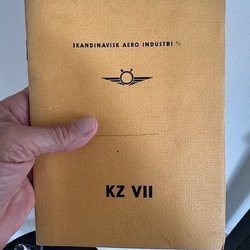 SKANDINAVISK AERO INDUSTRI A/S
KZ VII